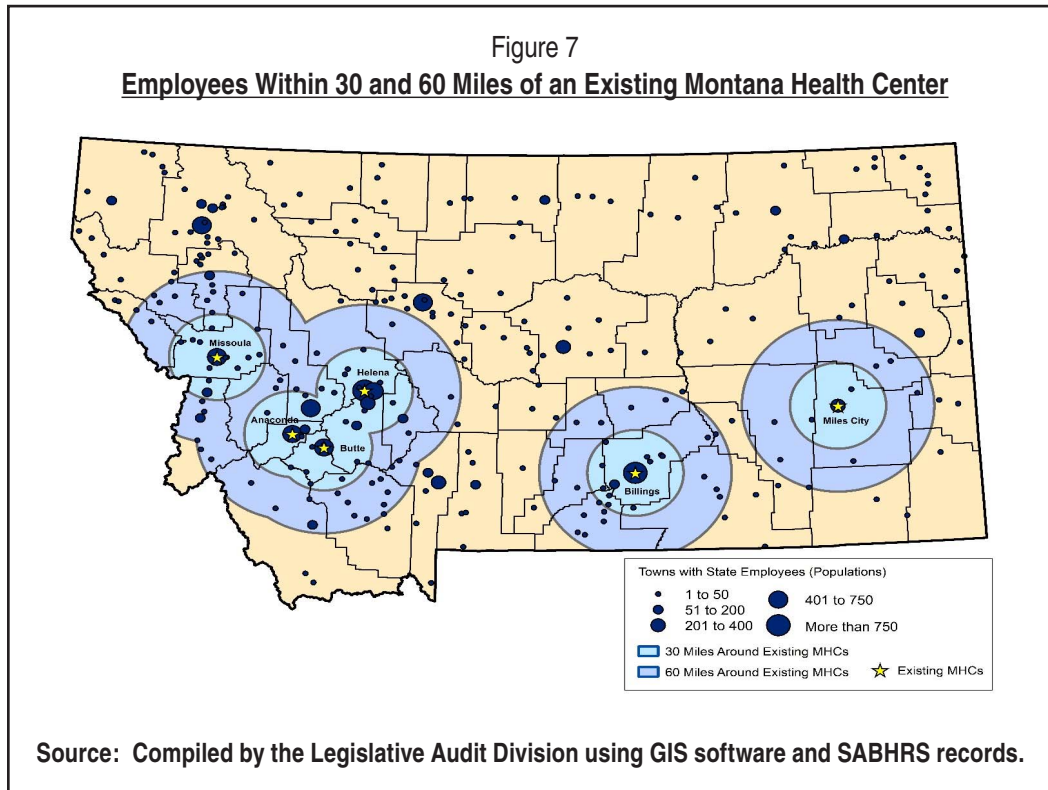 Figure 7
Employees Within 30 and 60 Miles of an Existing Montana Health Center
Missoula
Helena
Anaconda
Butte
Miles City
Billings
Towns with State Employees (Populations)
1 to 50
51 to 200
201 to 400
401 to 750
More than 750
30 Miles Around Existing MHCs
60 Miles Around Existing MHCs
Existing MHCs
Source: Compiled by the Legislative Audit Division using GIS software and SABHRS records.